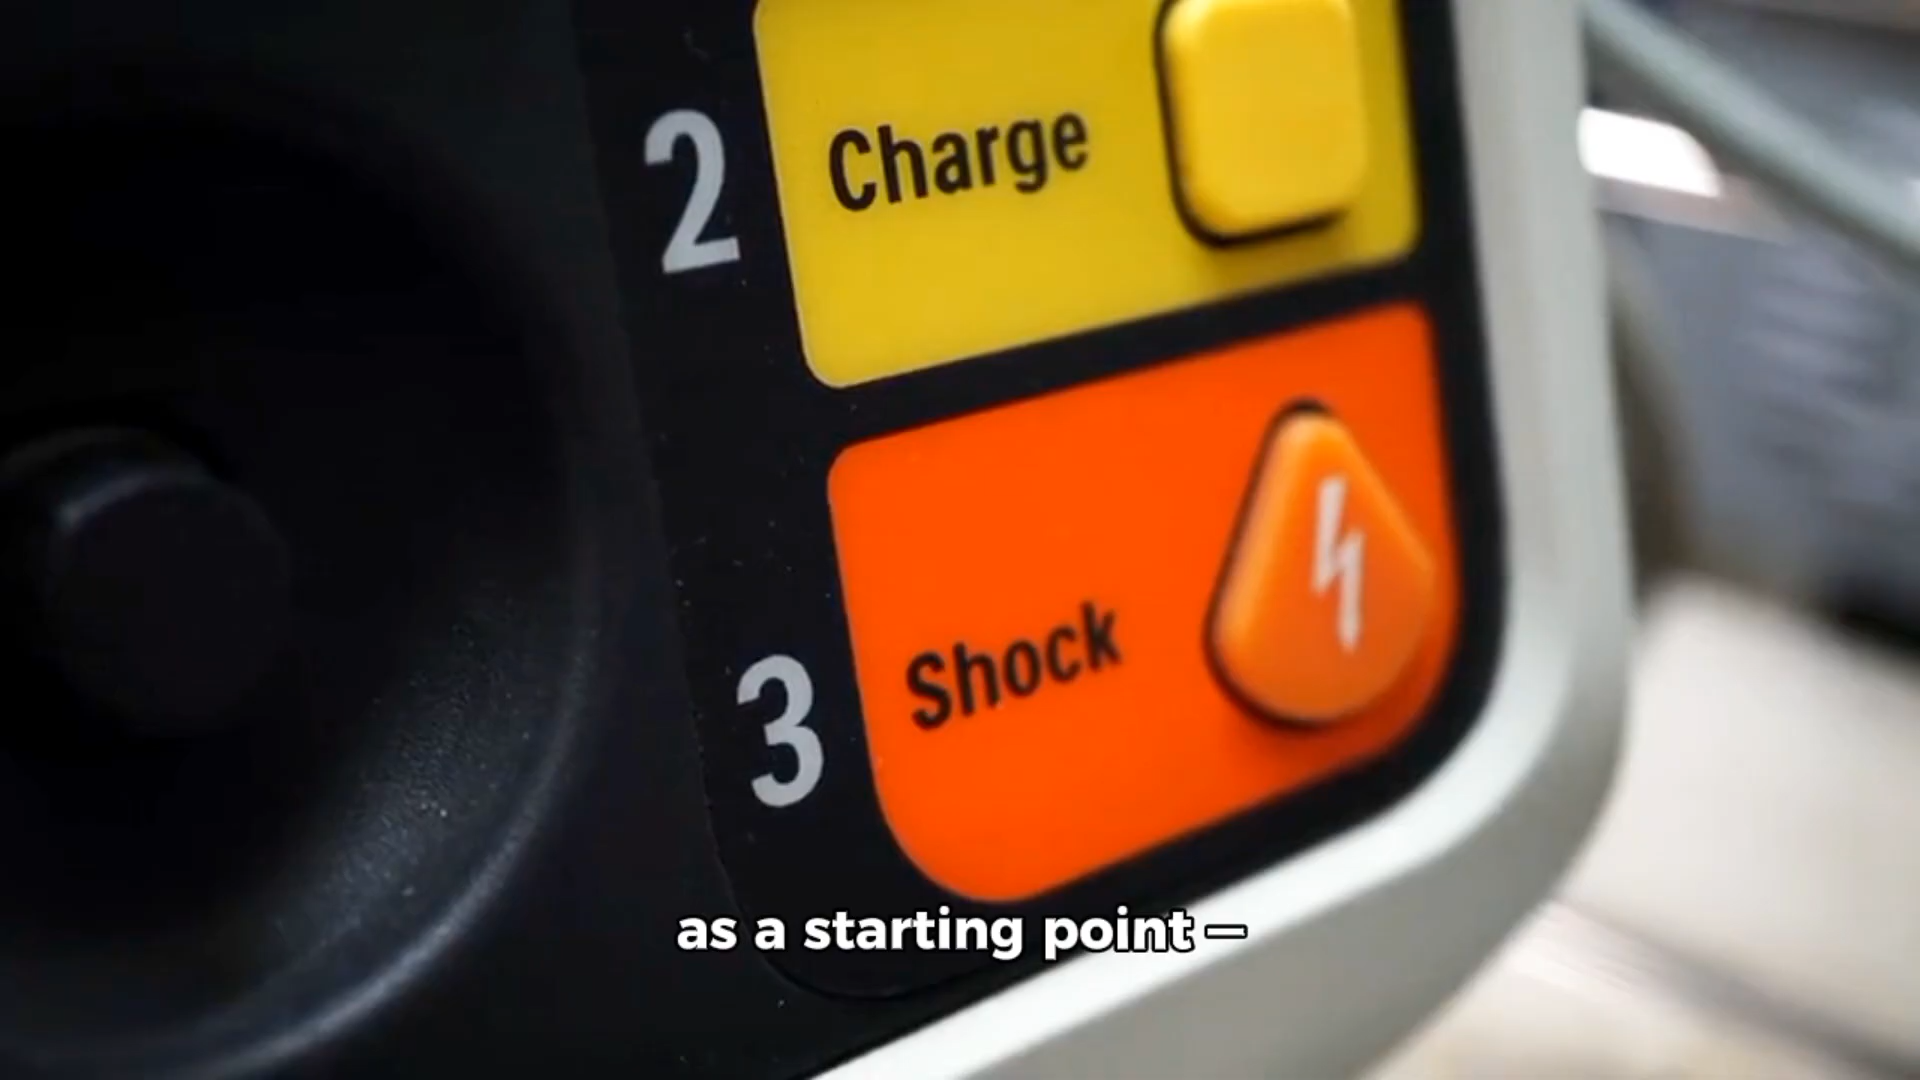 2 Charge
3 Shock
as a starting point –